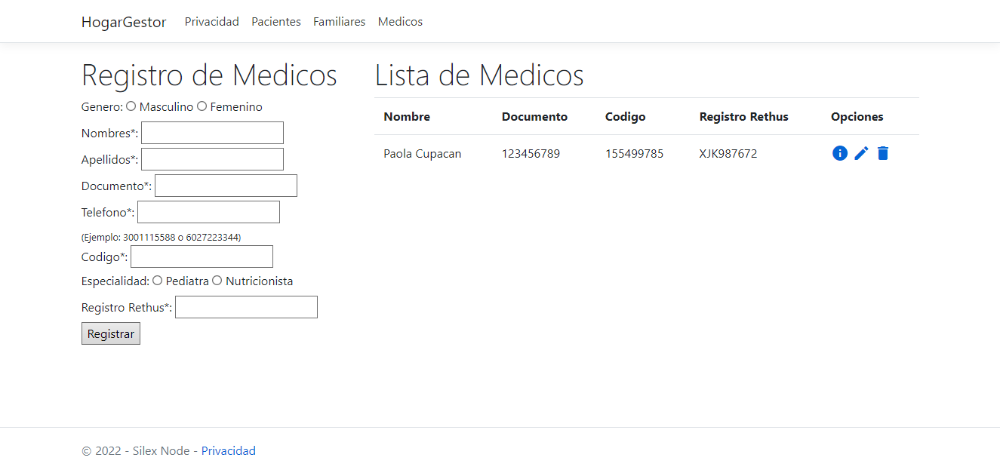 HogarGestor Privacidad Pacientes Familiares Medicos
Registro de Medicos
Genero: Masculino Femenino
Nombres*:
Apellidos*:
Documento*:
Telefono*:
(Ejemplo: 3001115588 o 6027223344)
Codigo*:
Especialidad: Pediatra Nutricionista
Registro Rethus*:
Registrar
Lista de Medicos
Nombre Documento Codigo Registro Rethus Opciones
Paola Cupacan 123456789 155499785 XJK987672
© 2022 - Silex Node - Privacidad